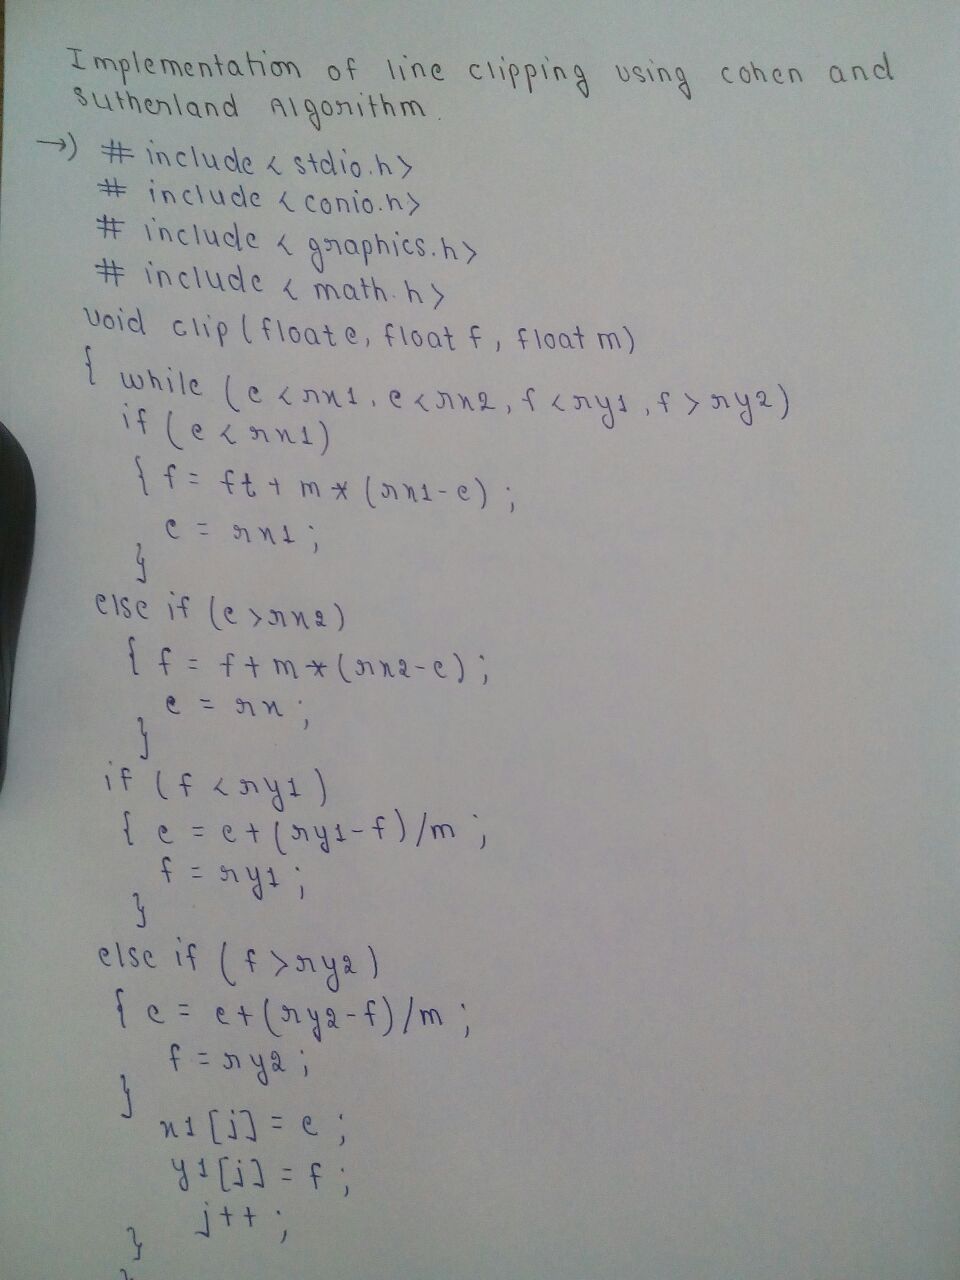 Implementation of line clipping using cohen and
Sutherland Algorithm.
→) # include < stdio.h>
# include < conio.h>
# include < graphics.h>
# include < math.h>
void clip (float e, float f, float m)
{ while (e < rx1, e < rx2, f < ry1, f > ry2)
if (e < rx1)
{ f = ft + m * (rx1 - e) ;
e = rx1 ;
}
else if (e > rx2)
{ f = f + m * (rx2 - e) ;
e = rx ;
}
if (f < ry1)
{ e = e + (ry1 - f) / m ;
f = ry1 ;
}
else if (f > ry2)
{ e = e + (ry2 - f) / m ;
f = ry2 ;
}
x1 [j] = e ;
y1 [j] = f ;
j++ ;
}
}